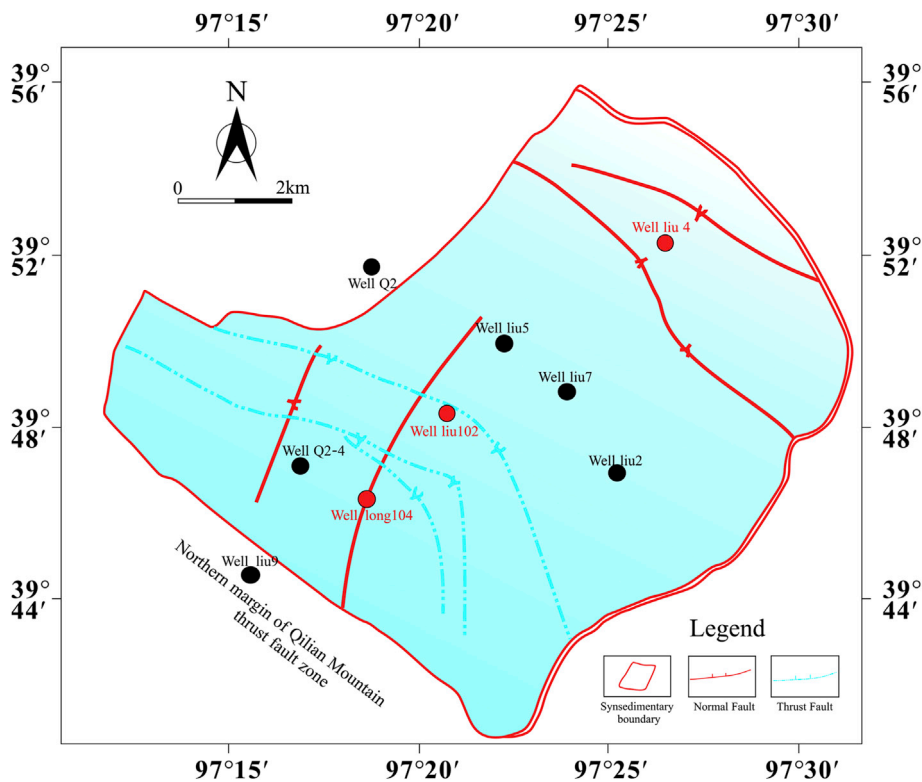 97°15′ 97°20′ 97°25′ 97°30′
39°
56′
39°
56′
N
0 2km
Well liu 4
39°
52′
39°
52′
Well Q2
Well liu5
Well liu7
39°
48′
39°
48′
Well liu102
Well Q2-4
Well liu2
Well long104
Well liu9
39°
44′
39°
44′
Northern margin of Qilian Mountain
thrust fault zone
Legend
Synsedimentary
boundary
Normal Fault
Thrust Fault
97°15′ 97°20′ 97°25′ 97°30′